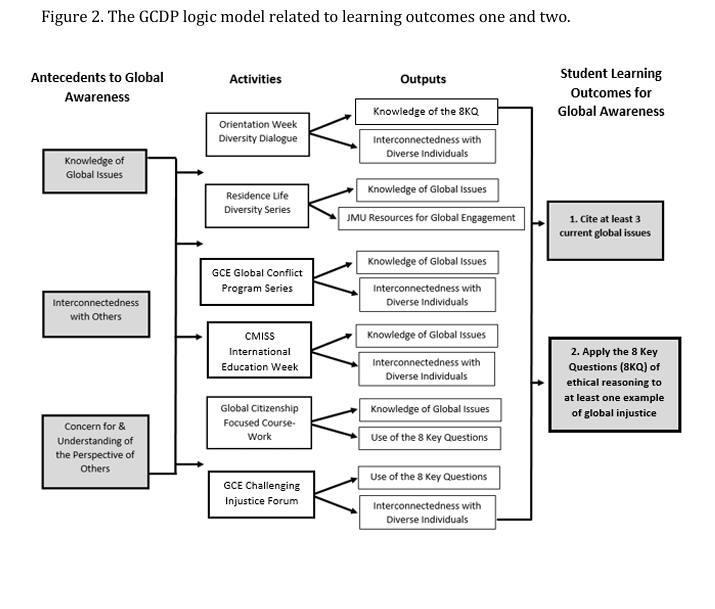 Figure 2. The GCDP logic model related to learning outcomes one and two.
Antecedents to Global
Awareness
Knowledge of
Global Issues
Interconnectedness
with Others
Concern for &
Understanding of
the Perspective of
Others
Activities
Orientation Week
Diversity Dialogue
Residence Life
Diversity Series
GCE Global Conflict
Program Series
CMISS
International
Education Week
Global Citizenship
Focused Course-
Work
GCE Challenging
Injustice Forum
Outputs
Knowledge of the 8KQ
Interconnectedness with
Diverse Individuals
Knowledge of Global Issues
JMU Resources for Global Engagement
Knowledge of Global Issues
Interconnectedness with
Diverse Individuals
Knowledge of Global Issues
Interconnectedness with
Diverse Individuals
Knowledge of Global Issues
Use of the 8 Key Questions
Use of the 8 Key Questions
Interconnectedness with
Diverse Individuals
Student Learning
Outcomes for
Global Awareness
1. Cite at least 3
current global issues
2. Apply the 8 Key
Questions (8KQ) of
ethical reasoning to
at least one example
of global injustice